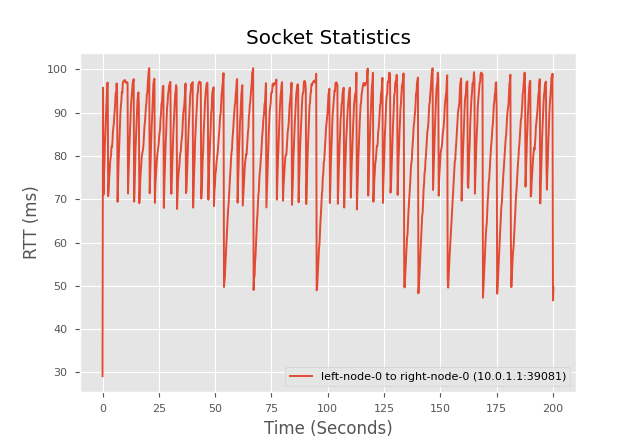 Socket Statistics
100
90
80
70
60
50
40
30
RTT (ms)
left-node-0 to right-node-0 (10.0.1.1:39081)
0 25 50 75 100 125 150 175 200
Time (Seconds)